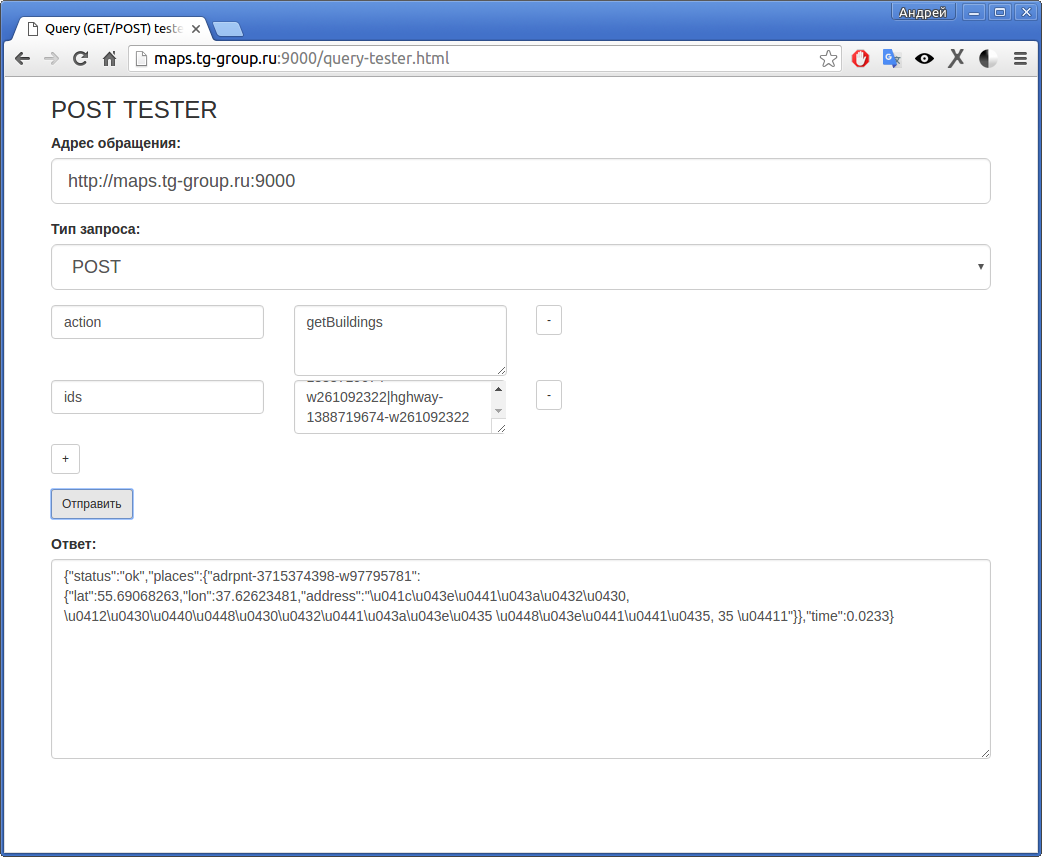 Андрей
Query (GET/POST) teste
maps.tg-group.ru:9000/query-tester.html
POST TESTER
Адрес обращения:
http://maps.tg-group.ru:9000
Тип запроса:
POST
action
getBuildings
-
ids
w261092322|hghway-
1388719674-w261092322
-
+
Отправить
Ответ:
{"status":"ok","places":{"adrpnt-3715374398-w97795781":
{"lat":55.69068263,"lon":37.62623481,"address":"\u041c\u043e\u0441\u043a\u0432\u0430,
\u0412\u0430\u0440\u0448\u0430\u0432\u0441\u043a\u043e\u0435 \u0448\u043e\u0441\u0441\u0435, 35 \u04411"}},"time":0.0233}